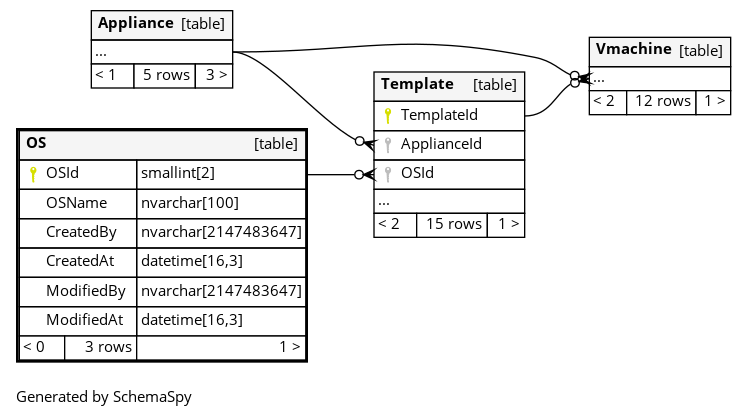 Appliance [table]
...
< 1 5 rows 3 >
Vmachine [table]
...
< 2 12 rows 1 >
Template [table]
TemplateId
ApplianceId
OSId
...
< 2 15 rows 1 >
OS [table]
OSId smallint[2]
OSName nvarchar[100]
CreatedBy nvarchar[2147483647]
CreatedAt datetime[16,3]
ModifiedBy nvarchar[2147483647]
ModifiedAt datetime[16,3]
< 0 3 rows 1 >
Generated by SchemaSpy